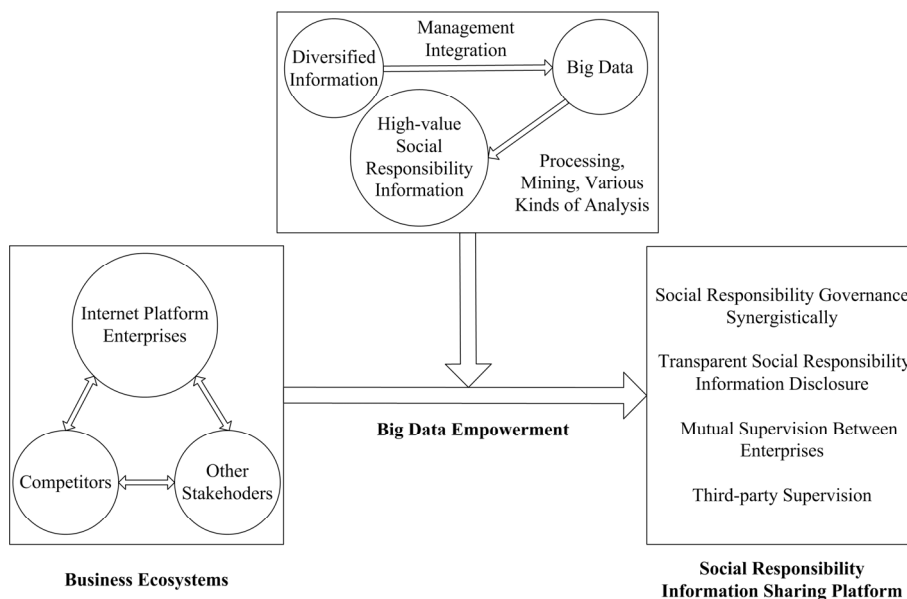 Management
Integration
Diversified
Information
Big Data
High-value
Social
Responsibility
Information
Processing,
Mining, Various
Kinds of Analysis
Internet Platform
Enterprises
Competitors
Other
Stakehoders
Business Ecosystems
Big Data Empowerment
Social Responsibility Governance
Synergistically
Transparent Social Responsibility
Information Disclosure
Mutual Supervision Between
Enterprises
Third-party Supervision
Social Responsibility
Information Sharing Platform